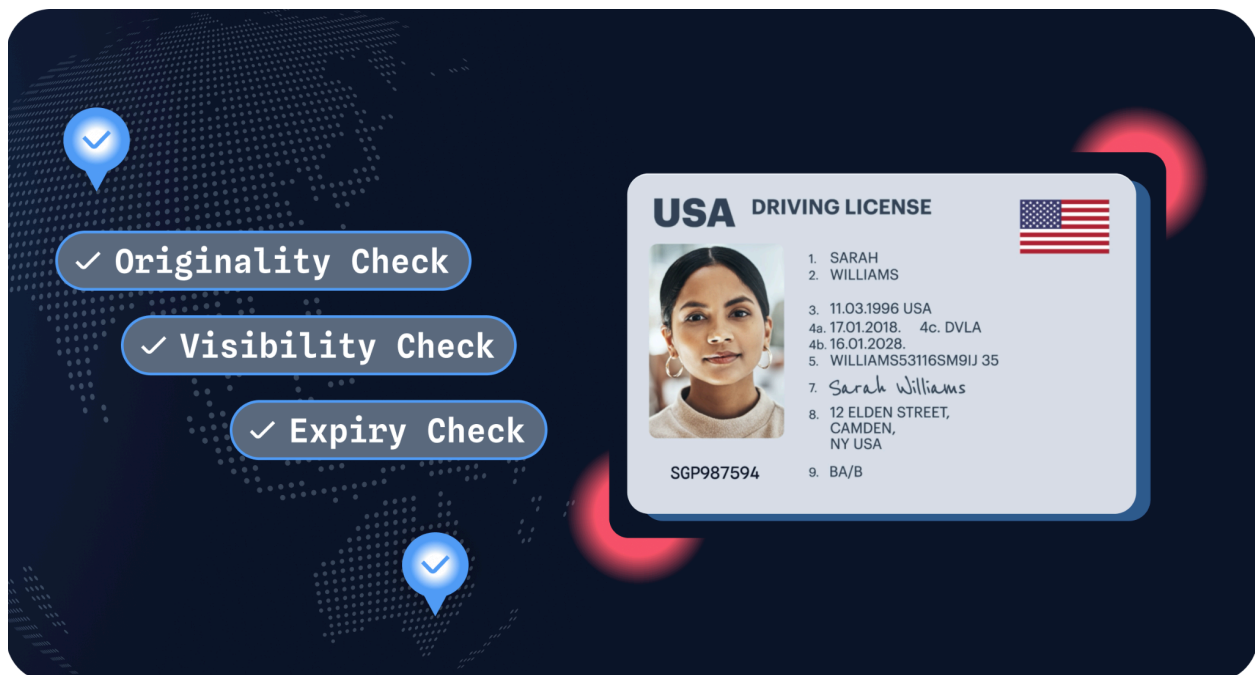 Originality Check
Visibility Check
Expiry Check
USA DRIVING LICENSE
1. SARAH
2. WILLIAMS
3. 11.03.1996 USA
4a. 17.01.2018. 4c. DVLA
4b. 16.01.2028.
5. WILLIAMS53116SM9IJ 35
7. Sarah Williams
8. 12 ELDEN STREET,
CAMDEN,
NY USA
SGP987594
9. BA/B